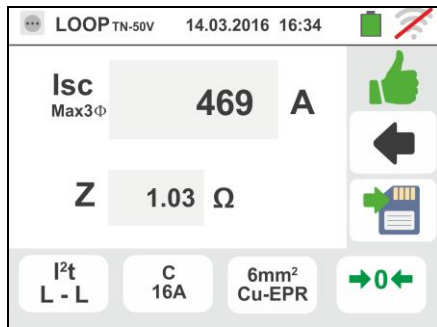 LOOP TN-50V 14.03.2016 16:34
Isc
Max3Φ
469 A
Z 1.03 Ω
I²t
L - L
C
16A
6mm²
Cu-EPR
0